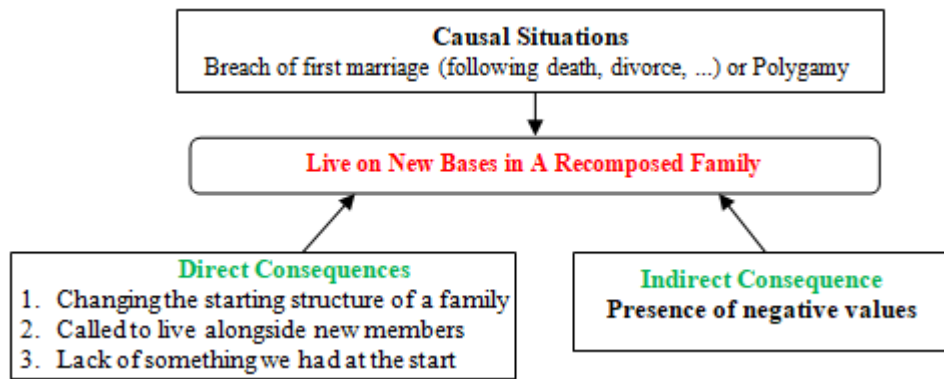 Causal Situations
Breach of first marriage (following death, divorce, ...) or Polygamy
Live on New Bases in A Recomposed Family
Direct Consequences
1. Changing the starting structure of a family
2. Called to live alongside new members
3. Lack of something we had at the start
Indirect Consequence
Presence of negative values